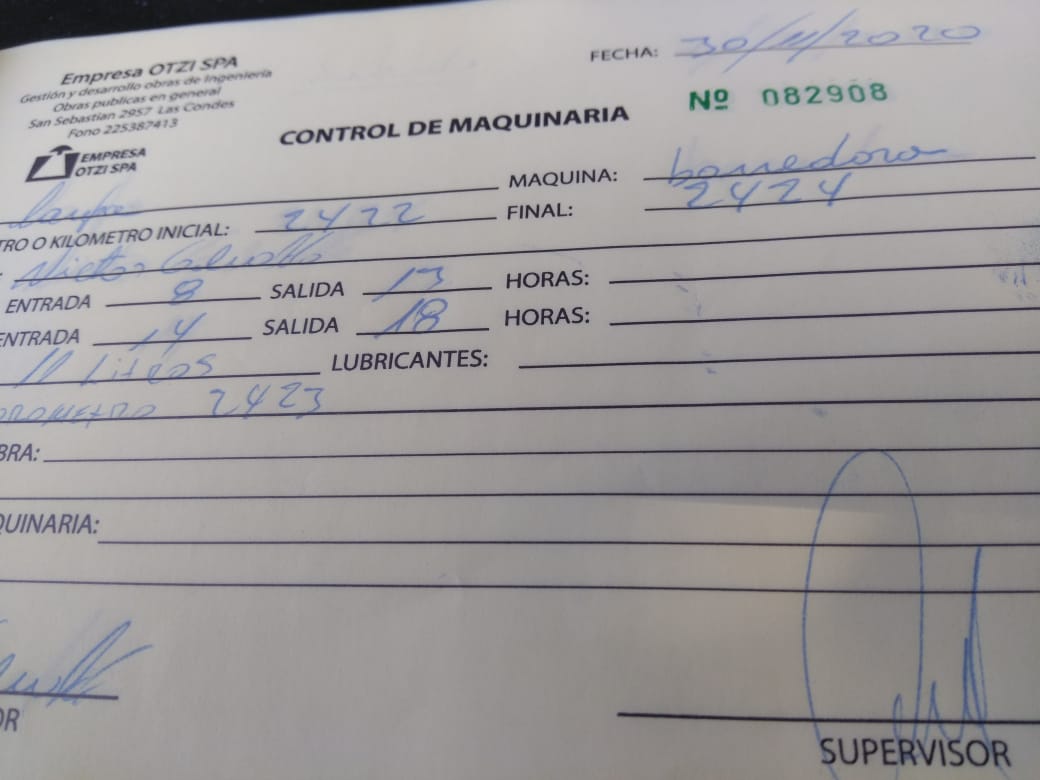 Empresa OTZI SPA
Gestión y desarrollo obras de Ingeniería
Obras publicas en general
San Sebastian 2957 Las Condes
Fono 225387413
EMPRESA
OTZI SPA
FECHA: 30/11/2020
Nº 082908
CONTROL DE MAQUINARIA
MAQUINA: barredora
TRO O KILOMETRO INICIAL: 2422 FINAL: 2424
Victor
ENTRADA 8 SALIDA 13 HORAS:
ENTRADA 14 SALIDA 18 HORAS:
11 Litros LUBRICANTES:
OROMETRO 2423
BRA:
QUINARIA:
OR
SUPERVISOR